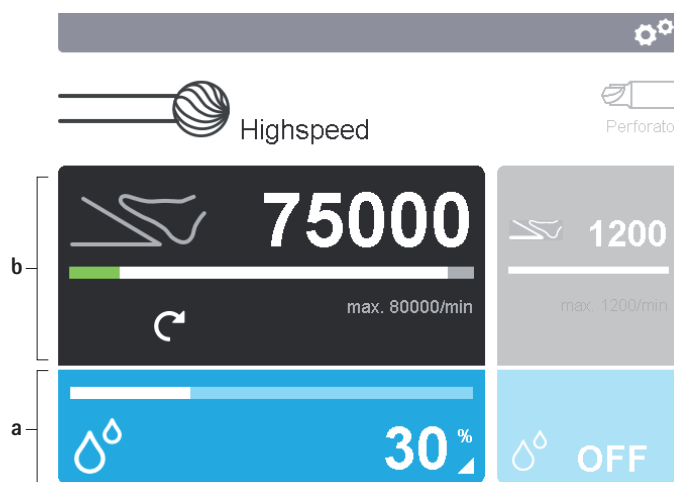 Highspeed
Perforato
b
75000
1200
max. 80000/min
max. 1200/min
a
30 %
OFF